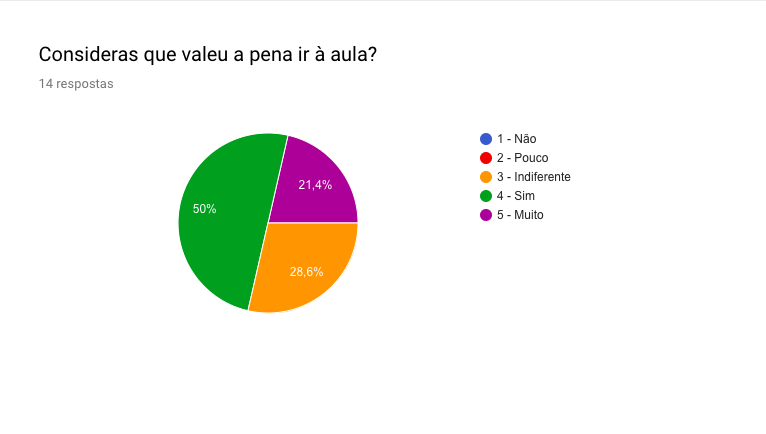 Consideras que valeu a pena ir à aula?
14 respostas
1 - Não
2 - Pouco
3 - Indiferente
4 - Sim
5 - Muito
21,4%
50%
28,6%